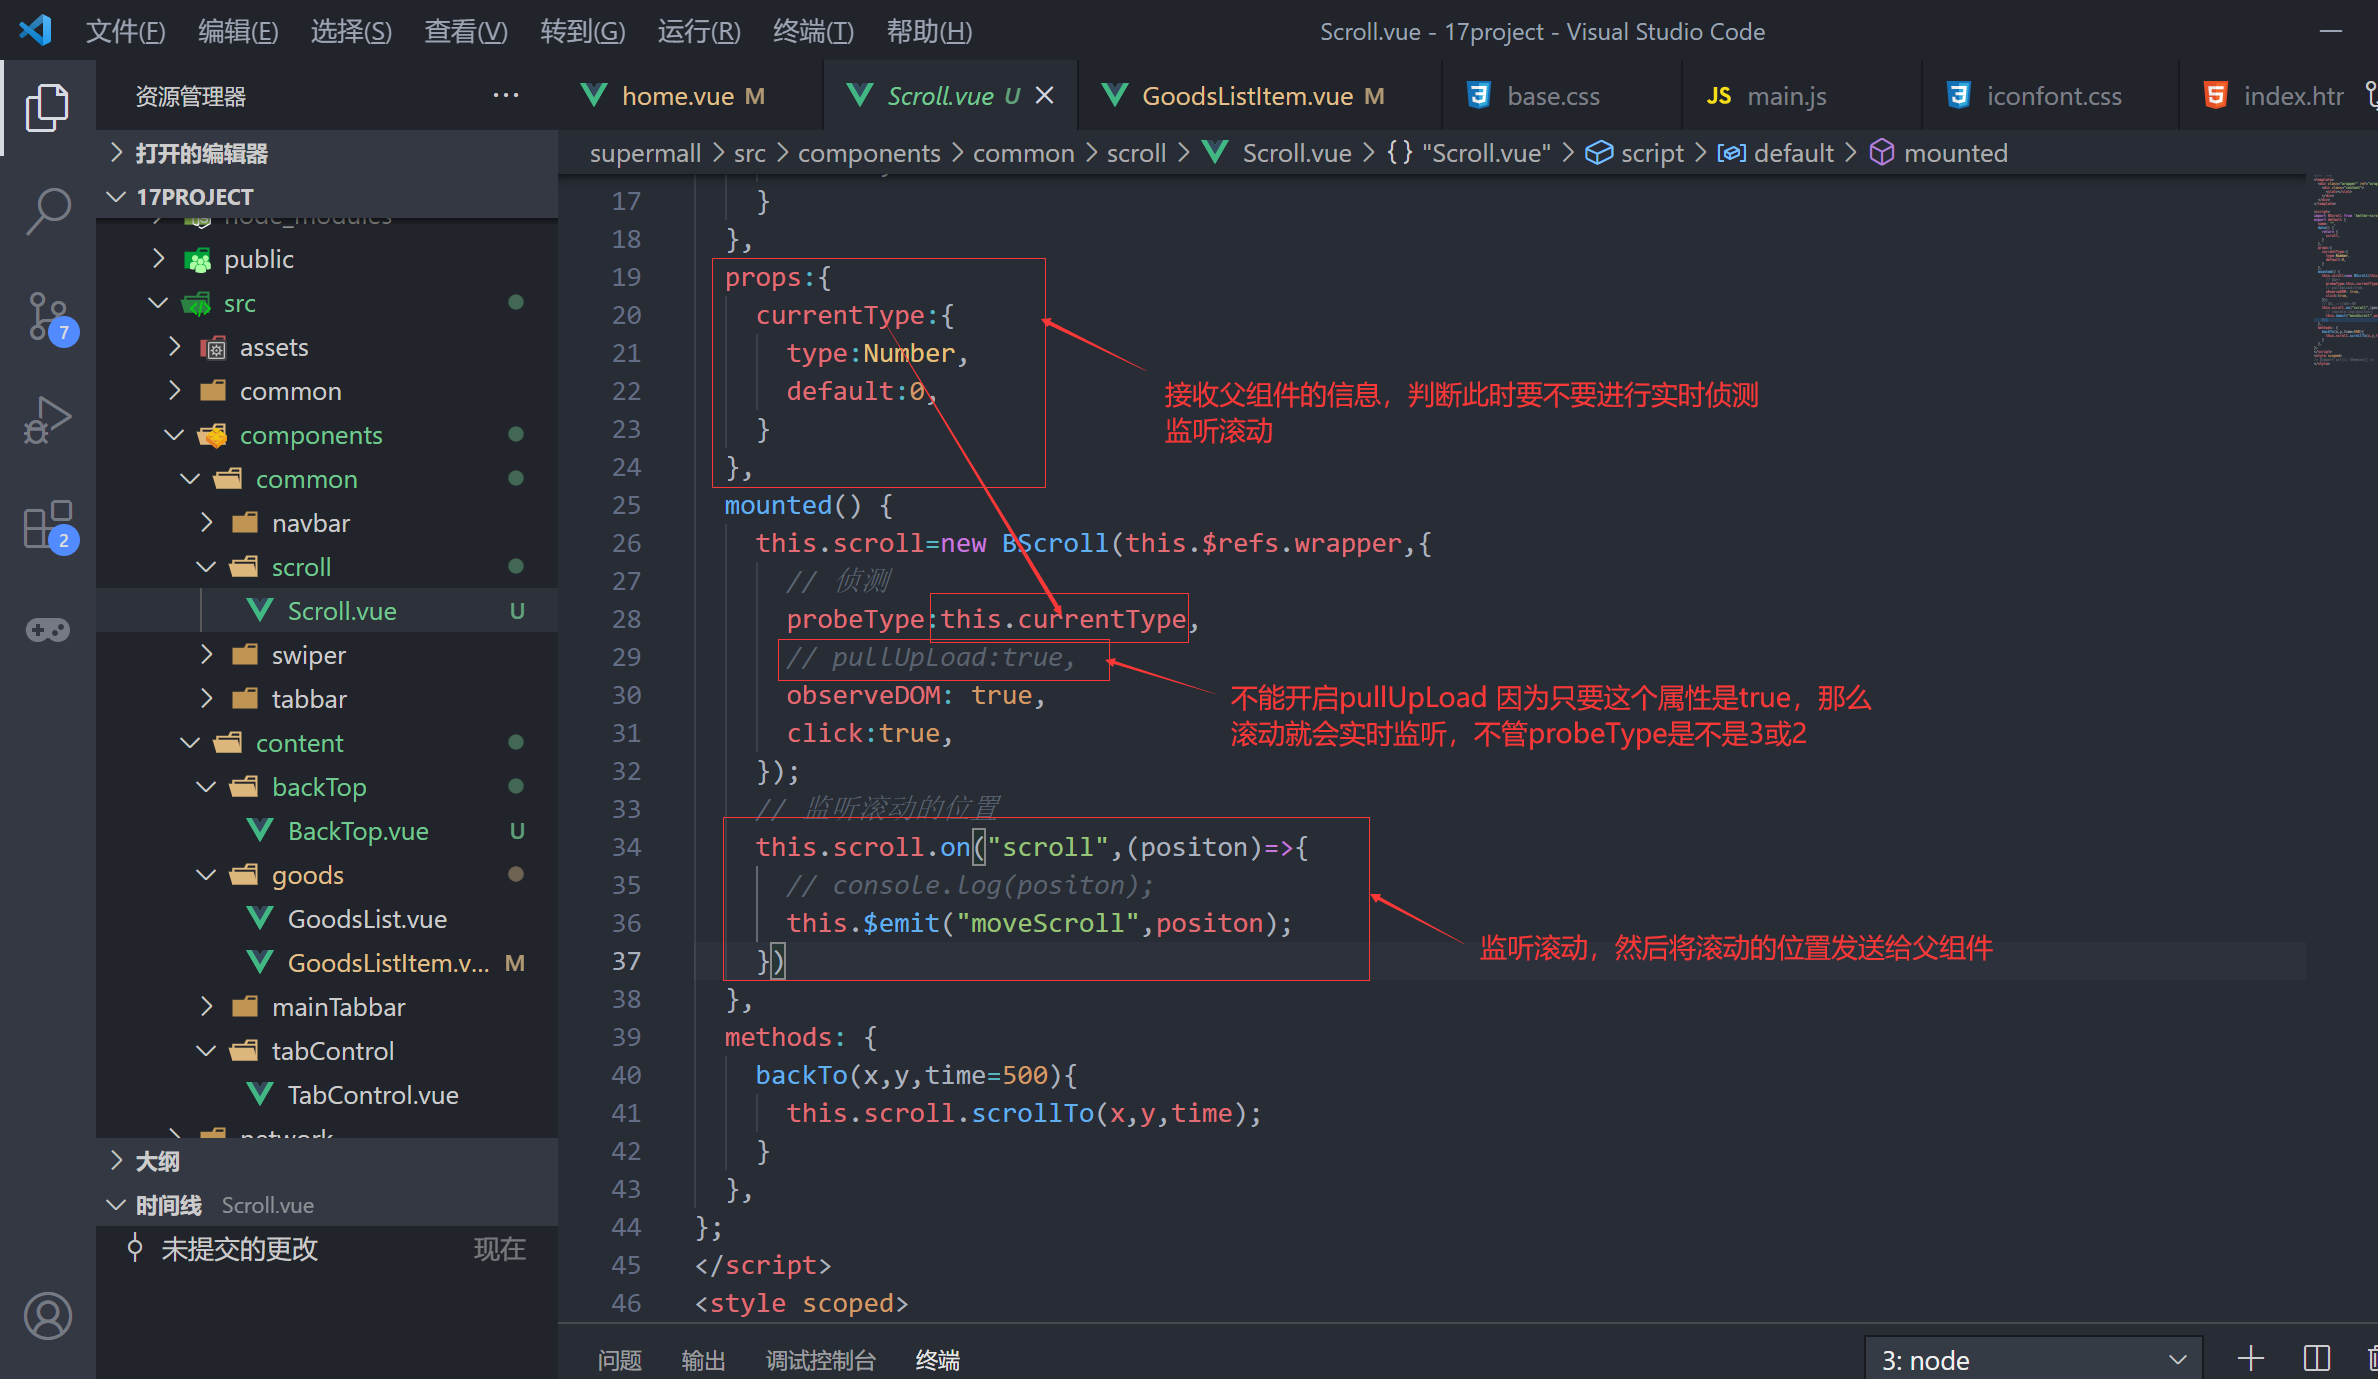 文件(F) 编辑(E) 选择(S) 查看(V) 转到(G) 运行(R) 终端(T) 帮助(H) Scroll.vue - 17project - Visual Studio Code
资源管理器 ···
home.vue M Scroll.vue U GoodsListItem.vue M base.css JS main.js iconfont.css index.htr
supermall > src > components > common > scroll > Scroll.vue > {} "Scroll.vue" > script > default > mounted
打开的编辑器
17PROJECT
node_modules
public
src
assets
common
components
common
navbar
scroll
Scroll.vue U
swiper
tabbar
content
backTop
BackTop.vue U
goods
GoodsList.vue
GoodsListItem.v... M
mainTabbar
tabControl
TabControl.vue
network
大纲
时间线 Scroll.vue
未提交的更改 现在
7
2
17 }
18 },
19 props:{
20 currentType:{
21 type:Number,
22 default:0,
23 }
24 },
25 mounted() {
26 this.scroll=new BScroll(this.$refs.wrapper,{
27 // 侦测
28 probeType:this.currentType,
29 // pullUpLoad:true,
30 observeDOM: true,
31 click:true,
32 });
33 // 监听滚动的位置
34 this.scroll.on("scroll",(positon)=>{
35 // console.log(positon);
36 this.$emit("moveScroll",positon);
37 })
38 },
39 methods: {
40 backTo(x,y,time=500){
41 this.scroll.scrollTo(x,y,time);
42 }
43 },
44 };
45 </script>
46 <style scoped>
接收父组件的信息，判断此时要不要进行实时侦测
监听滚动
不能开启pullUpLoad 因为只要这个属性是true，那么
滚动就会实时监听，不管probeType是不是3或2
监听滚动，然后将滚动的位置发送给父组件
问题 输出 调试控制台 终端 3: node